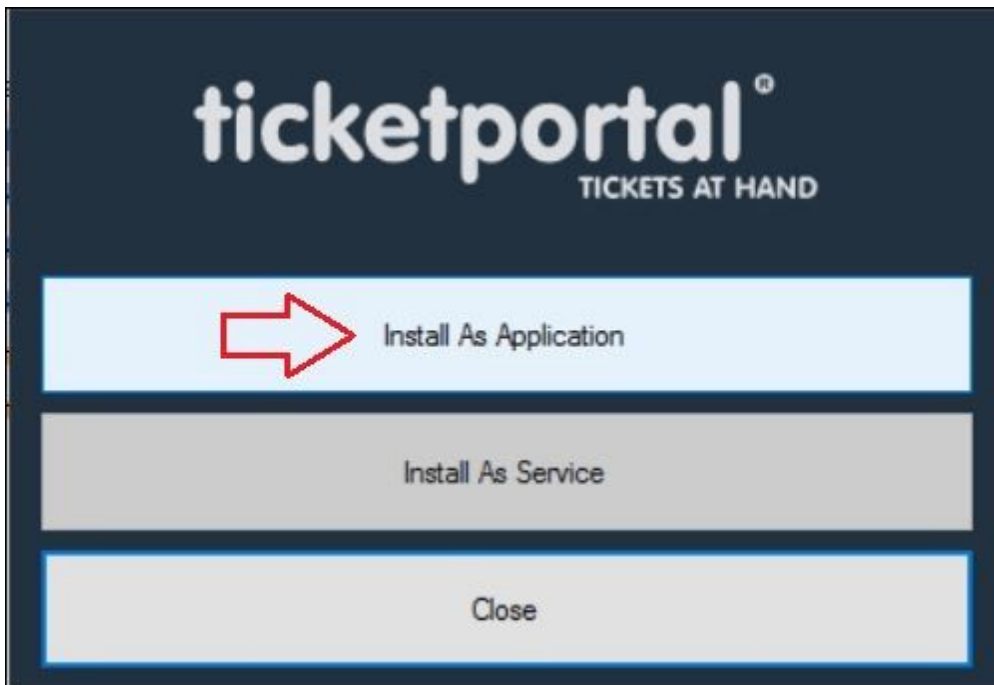 ticketportal®
TICKETS AT HAND
Install As Application
Install As Service
Close